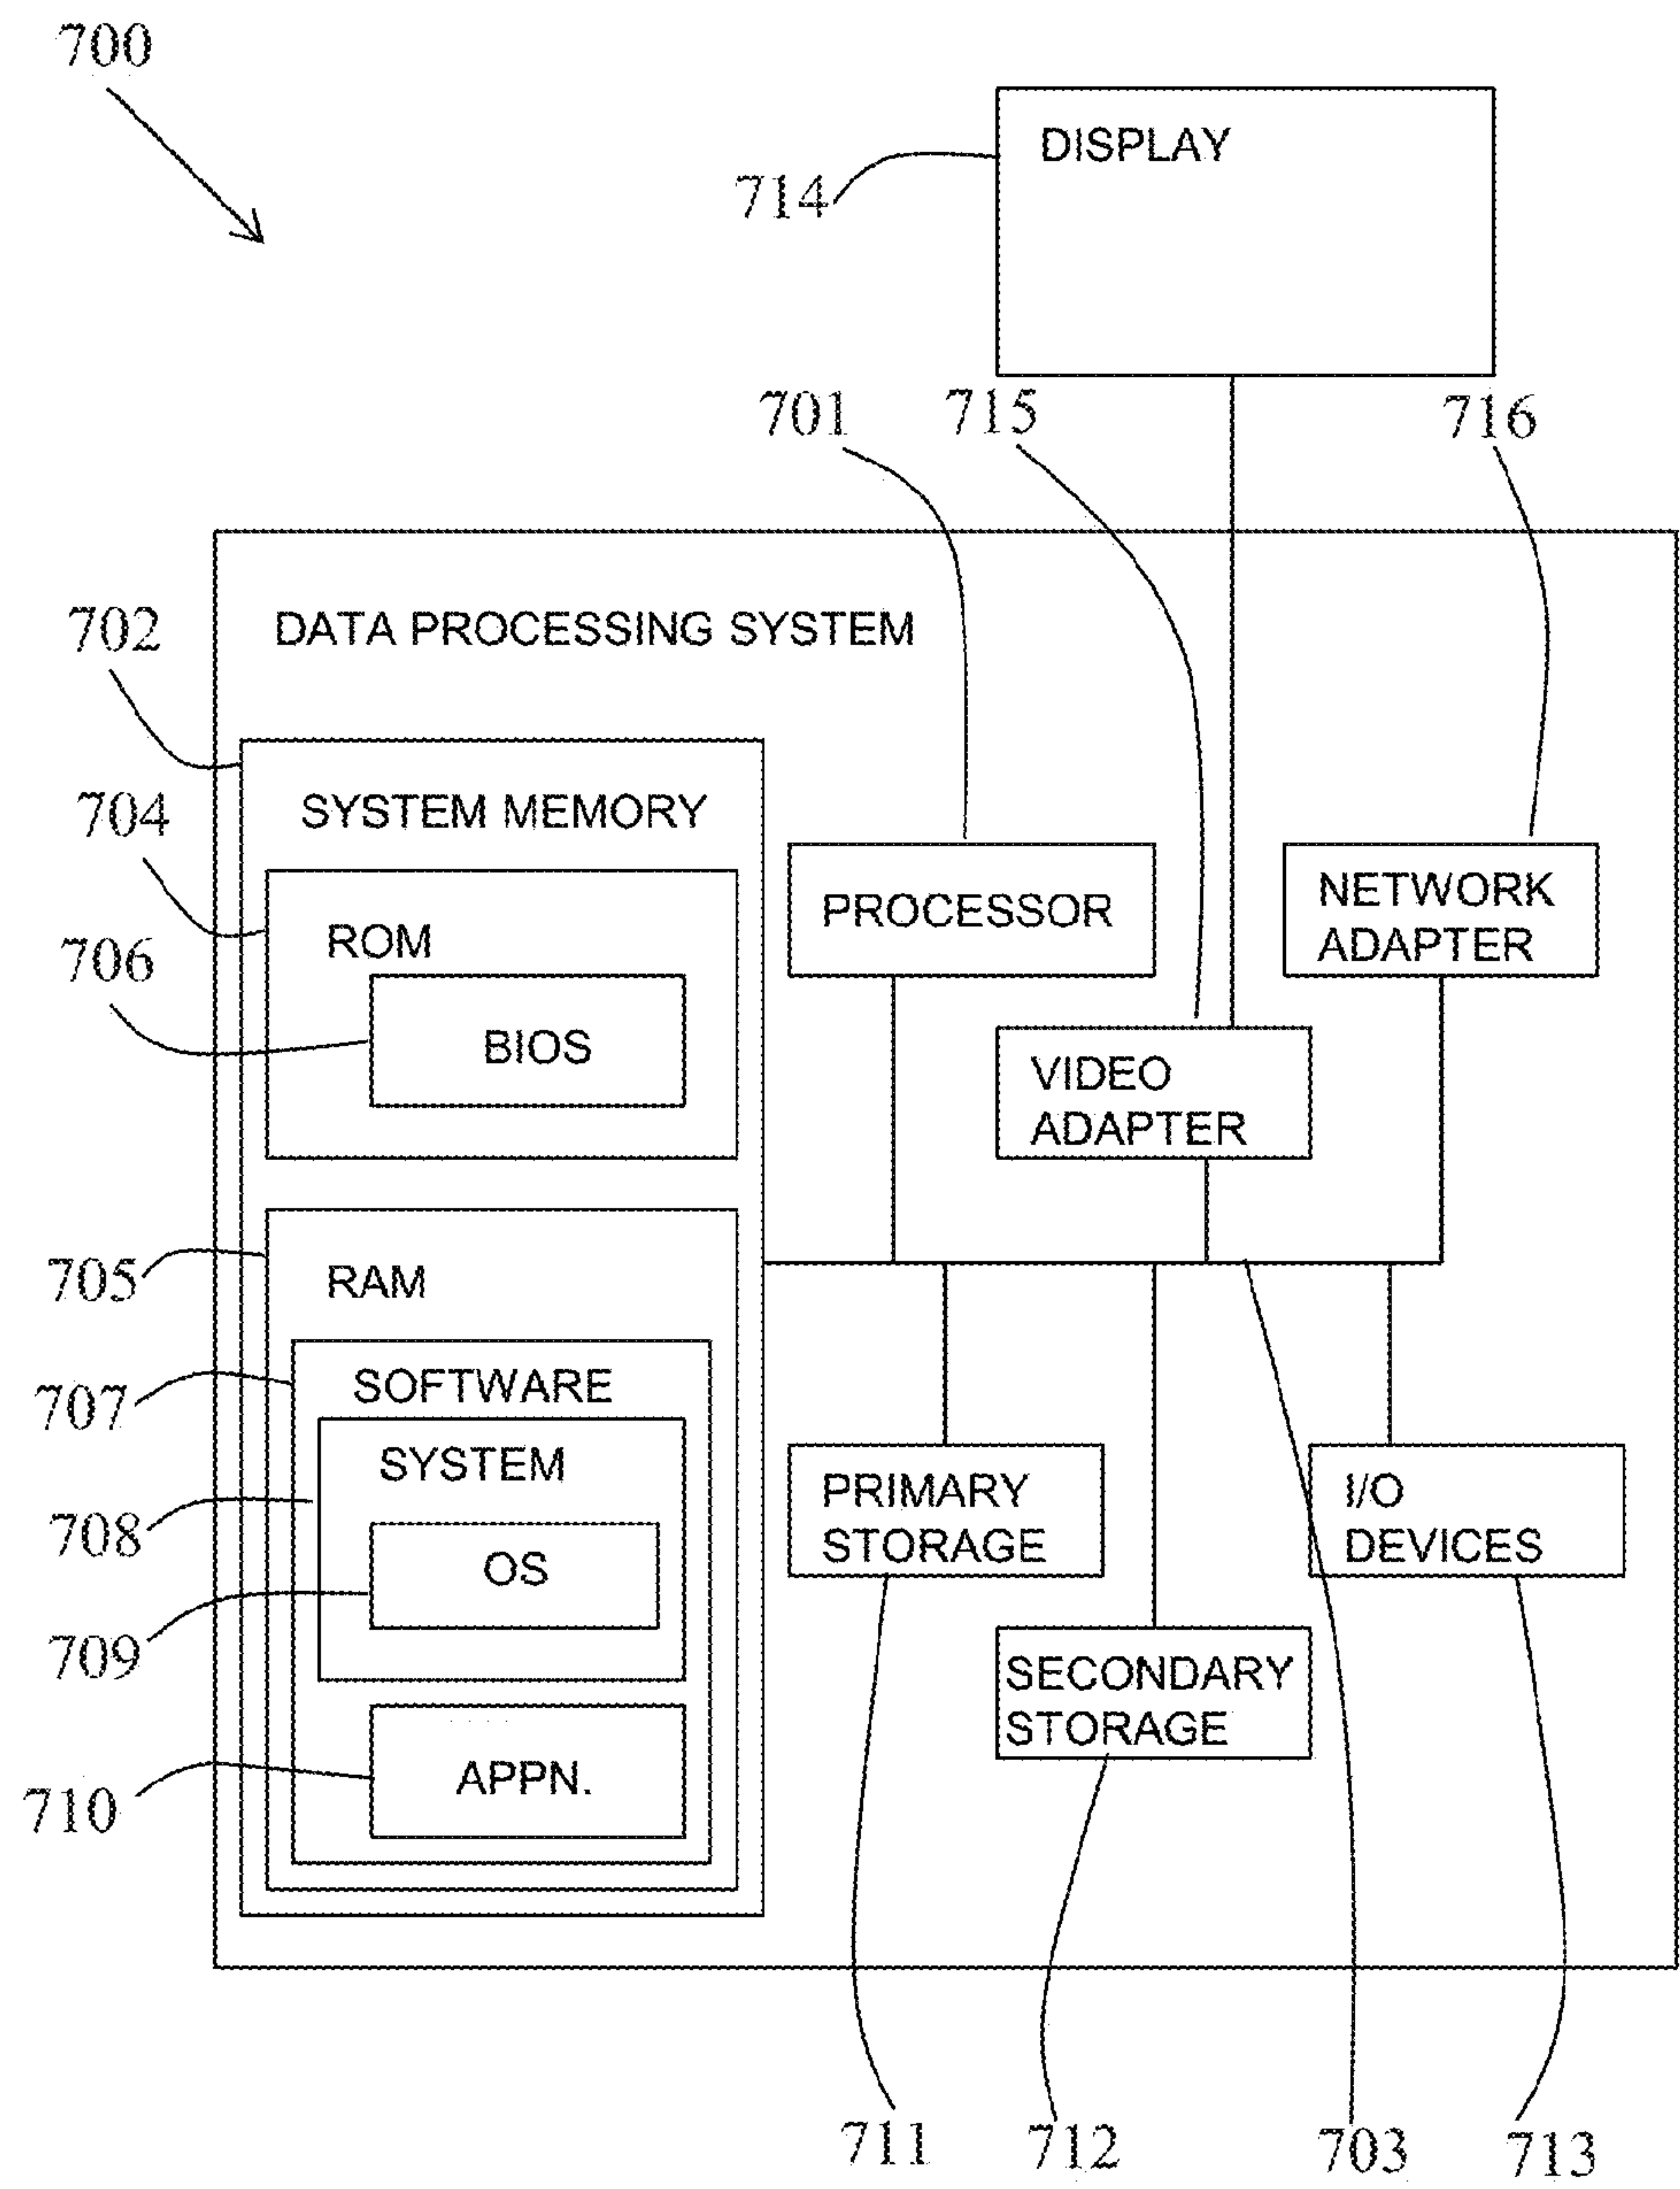 700
DISPLAY
714
701
715
716
702
DATA PROCESSING SYSTEM
704
SYSTEM MEMORY
PROCESSOR
NETWORK
ADAPTER
ROM
706
BIOS
VIDEO
ADAPTER
705
RAM
707
SOFTWARE
SYSTEM
708
OS
709
PRIMARY
STORAGE
I/O
DEVICES
SECONDARY
STORAGE
710
APPN.
711
712
703
713